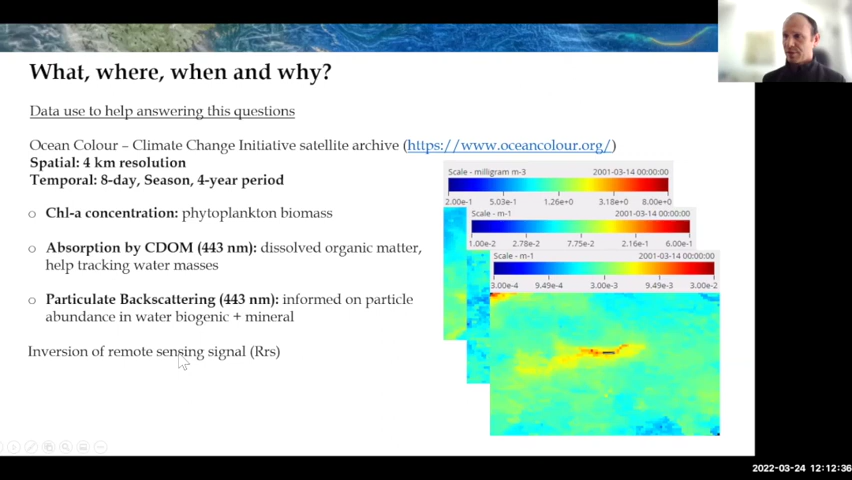 What, where, when and why?
Data use to help answering this questions
Ocean Colour – Climate Change Initiative satellite archive (https://www.oceancolour.org/)
Spatial: 4 km resolution
Temporal: 8-day, Season, 4-year period
o Chl-a concentration: phytoplankton biomass
o Absorption by CDOM (443 nm): dissolved organic matter,
help tracking water masses
o Particulate Backscattering (443 nm): informed on particle
abundance in water biogenic + mineral
Inversion of remote sensing signal (Rrs)
Scale - milligram m-3 2001-03-14 00:00:00
2.00e-1 5.03e-1 1.26e+0 3.18e+0 8.00e+0
Scale - m-1 2001-03-14 00:00:00
1.00e-2 2.78e-2 7.75e-2 2.16e-1 6.00e-1
Scale - m-1 2001-03-14 00:00:00
3.00e-4 9.49e-4 3.00e-3 9.49e-3 3.00e-2
2022-03-24 12:12:36